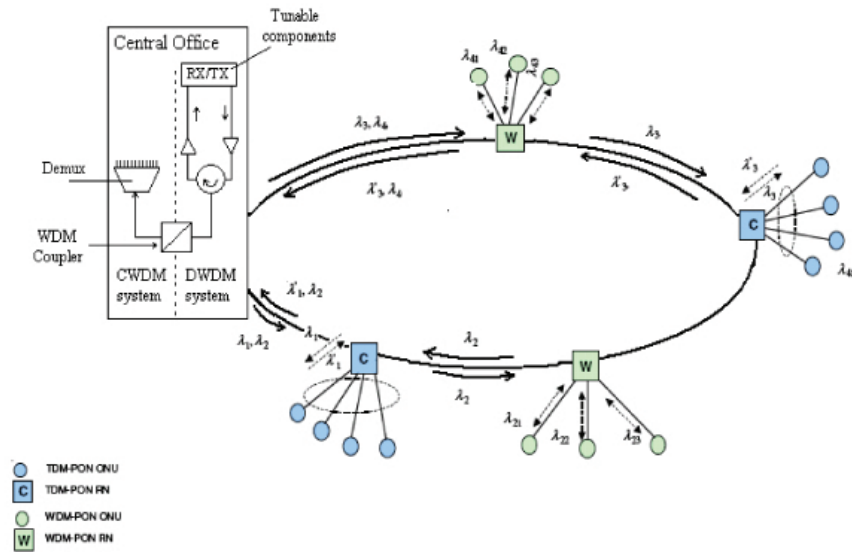 Tunable
components
Central Office
RX/TX
Demux
WDM
Coupler
CWDM
system
DWDM
system
λ3, λ4
λ'3, λ4
λ41
λ42
λ43
W
λ3
λ'3
λ'3
λ3
C
λ4
λ'1, λ2
λ1, λ2
λ1
λ'1
C
λ2
λ2
W
λ21
λ22
λ23
TDM-PON ONU
C TDM-PON RN
WDM-PON ONU
W WDM-PON RN